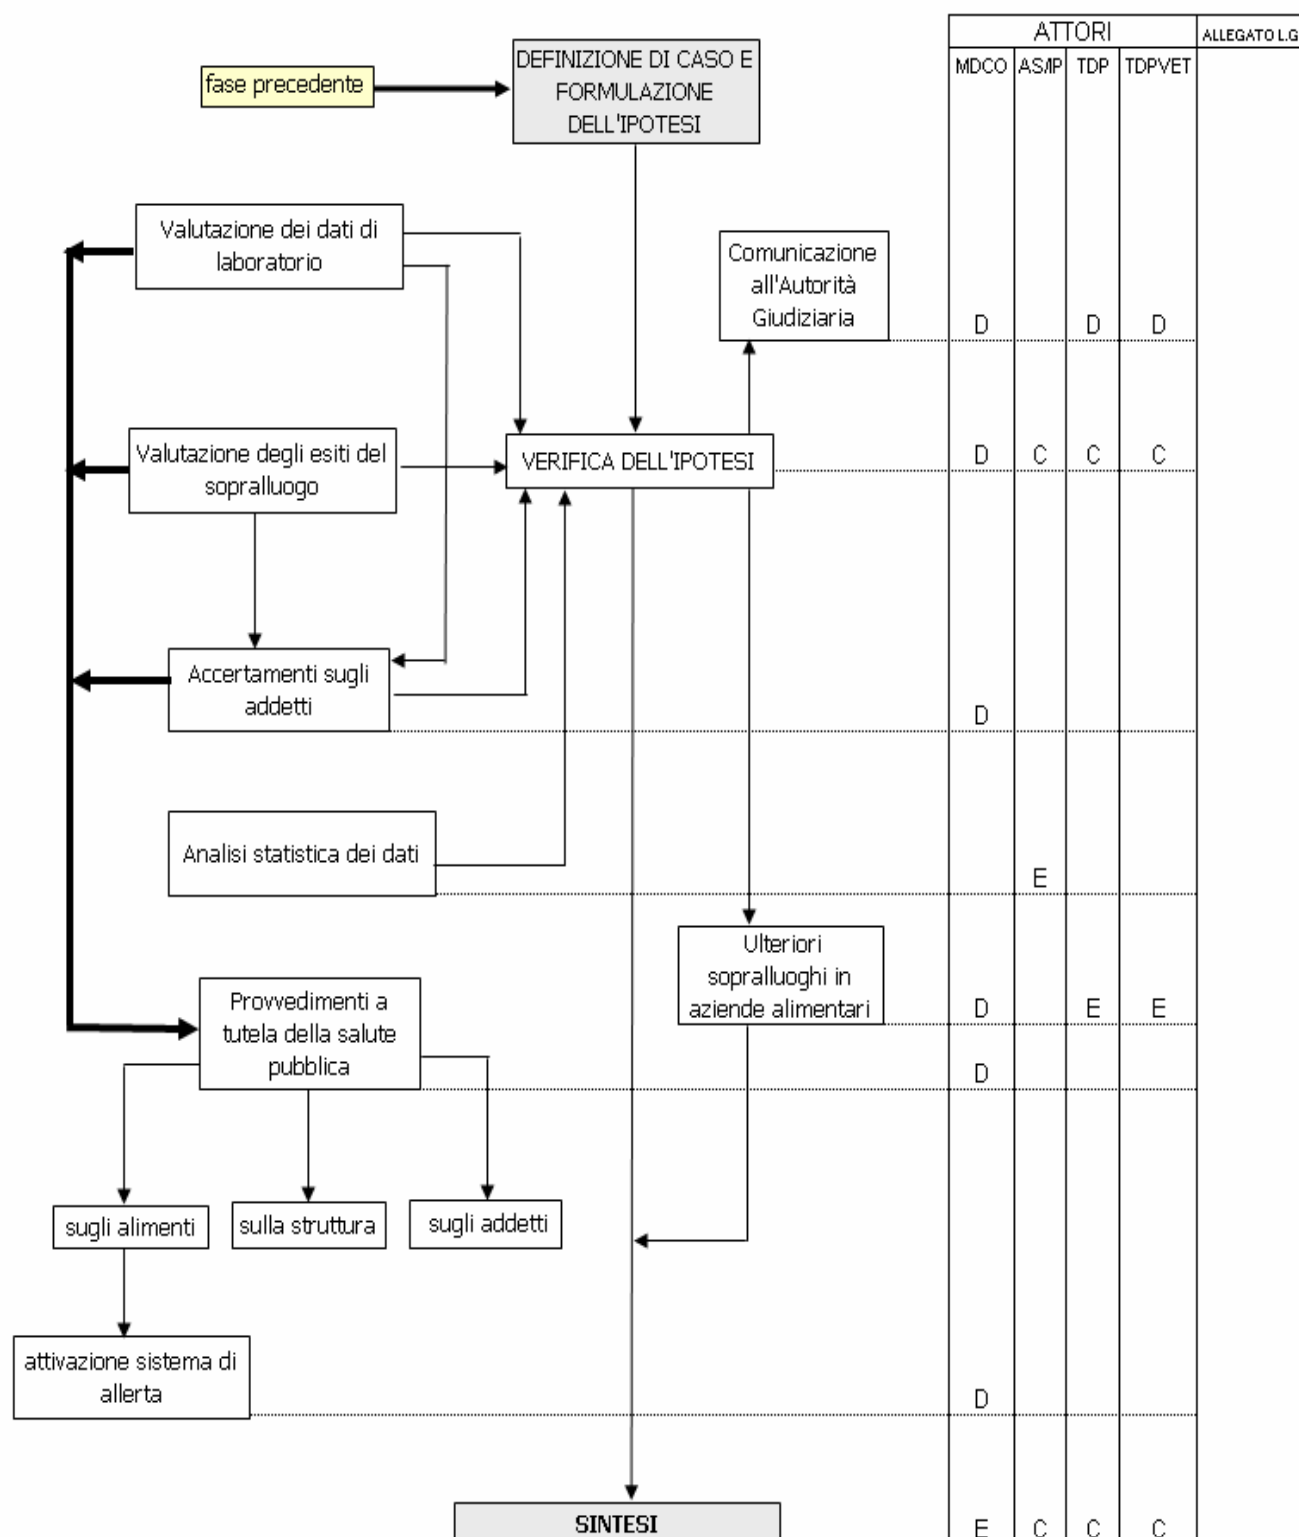 ATTORI
ALLEGATO L.G
MDCO AS/IP TDP TDPVET
fase precedente
DEFINIZIONE DI CASO E
FORMULAZIONE
DELL'IPOTESI
Valutazione dei dati di
laboratorio
Comunicazione
all'Autorità
Giudiziaria
D D D
Valutazione degli esiti del
sopralluogo
VERIFICA DELL'IPOTESI
D C C C
Accertamenti sugli
addetti
D
Analisi statistica dei dati
E
Ulteriori
sopralluoghi in
aziende alimentari
D E E
Provvedimenti a
tutela della salute
pubblica
D
sugli alimenti
sulla struttura
sugli addetti
attivazione sistema di
allerta
D
SINTESI
E C C C